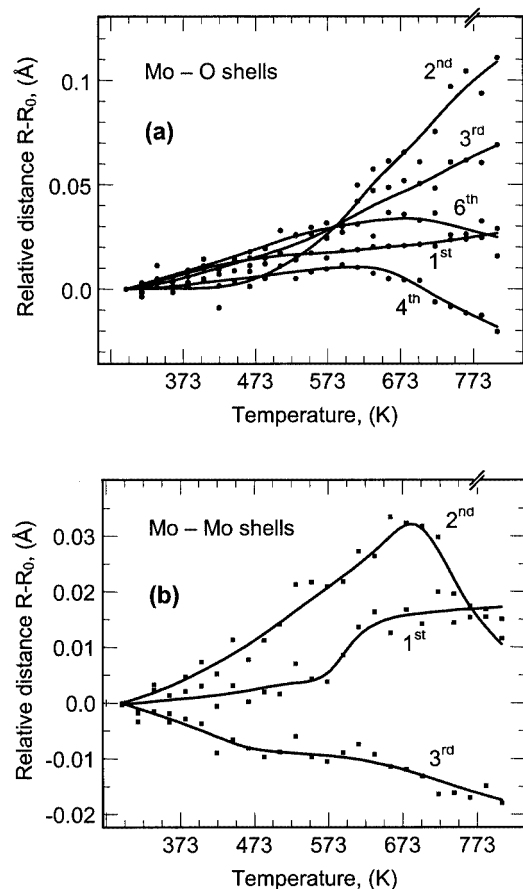 Mo – O shells
(a)
Relative distance R-R₀, (Å)
0.1
0.05
0.0
2ⁿᵈ
3ʳᵈ
6ᵗʰ
1ˢᵗ
4ᵗʰ
373 473 573 673 773
Temperature, (K)
Mo – Mo shells
(b)
Relative distance R-R₀, (Å)
0.03
0.02
0.01
0.0
-0.01
-0.02
2ⁿᵈ
1ˢᵗ
3ʳᵈ
373 473 573 673 773
Temperature, (K)